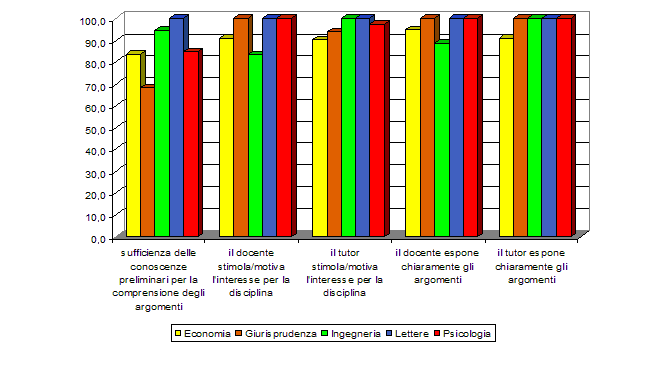 100,0
90,0
80,0
70,0
60,0
50,0
40,0
30,0
20,0
10,0
0,0
sufficienza delle
conoscenze
preliminari per la
comprensione degli
argomenti
il docente
stimola/motiva
l'interesse per la
disciplina
il tutor
stimola/motiva
l'interesse per la
disciplina
il docente espone
chiaramente gli
argomenti
il tutor espone
chiaramente gli
argomenti
Economia Giurisprudenza Ingegneria Lettere Psicologia